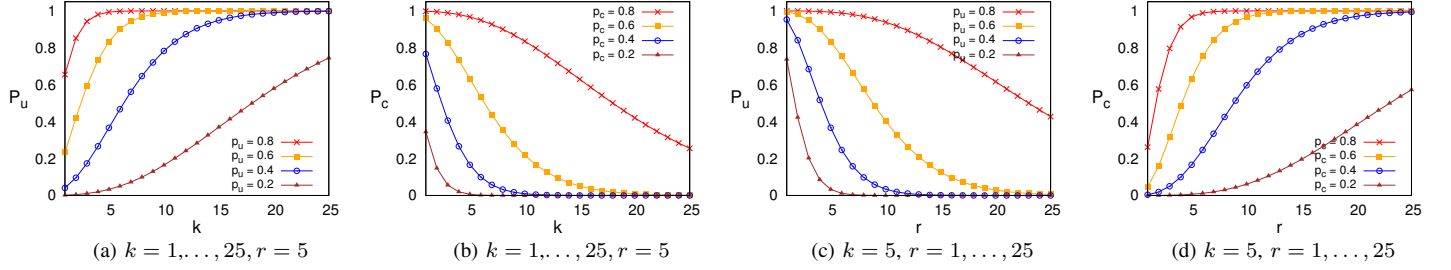 P_u
1
0.8
0.6
0.4
0.2
0
5 10 15 20 25
k
p_u = 0.8
p_u = 0.6
p_u = 0.4
p_u = 0.2
(a) k = 1,..., 25, r = 5
P_c
1
0.8
0.6
0.4
0.2
0
5 10 15 20 25
k
p_c = 0.8
p_c = 0.6
p_c = 0.4
p_c = 0.2
(b) k = 1,..., 25, r = 5
P_u
1
0.8
0.6
0.4
0.2
0
5 10 15 20 25
r
p_u = 0.8
p_u = 0.6
p_u = 0.4
p_u = 0.2
(c) k = 5, r = 1,..., 25
P_c
1
0.8
0.6
0.4
0.2
0
5 10 15 20 25
r
p_c = 0.8
p_c = 0.6
p_c = 0.4
p_c = 0.2
(d) k = 5, r = 1,..., 25